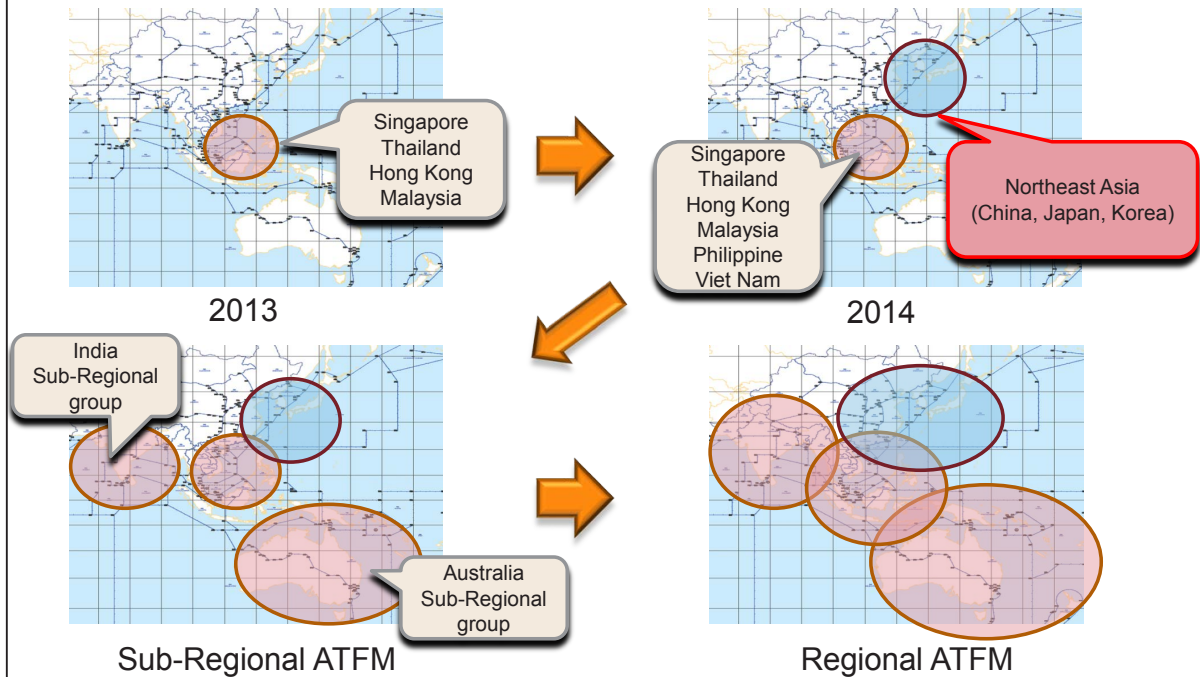 Singapore
Thailand
Hong Kong
Malaysia
2013
Singapore
Thailand
Hong Kong
Malaysia
Philippine
Viet Nam
Northeast Asia
(China, Japan, Korea)
2014
India
Sub-Regional
group
Australia
Sub-Regional
group
Sub-Regional ATFM
Regional ATFM